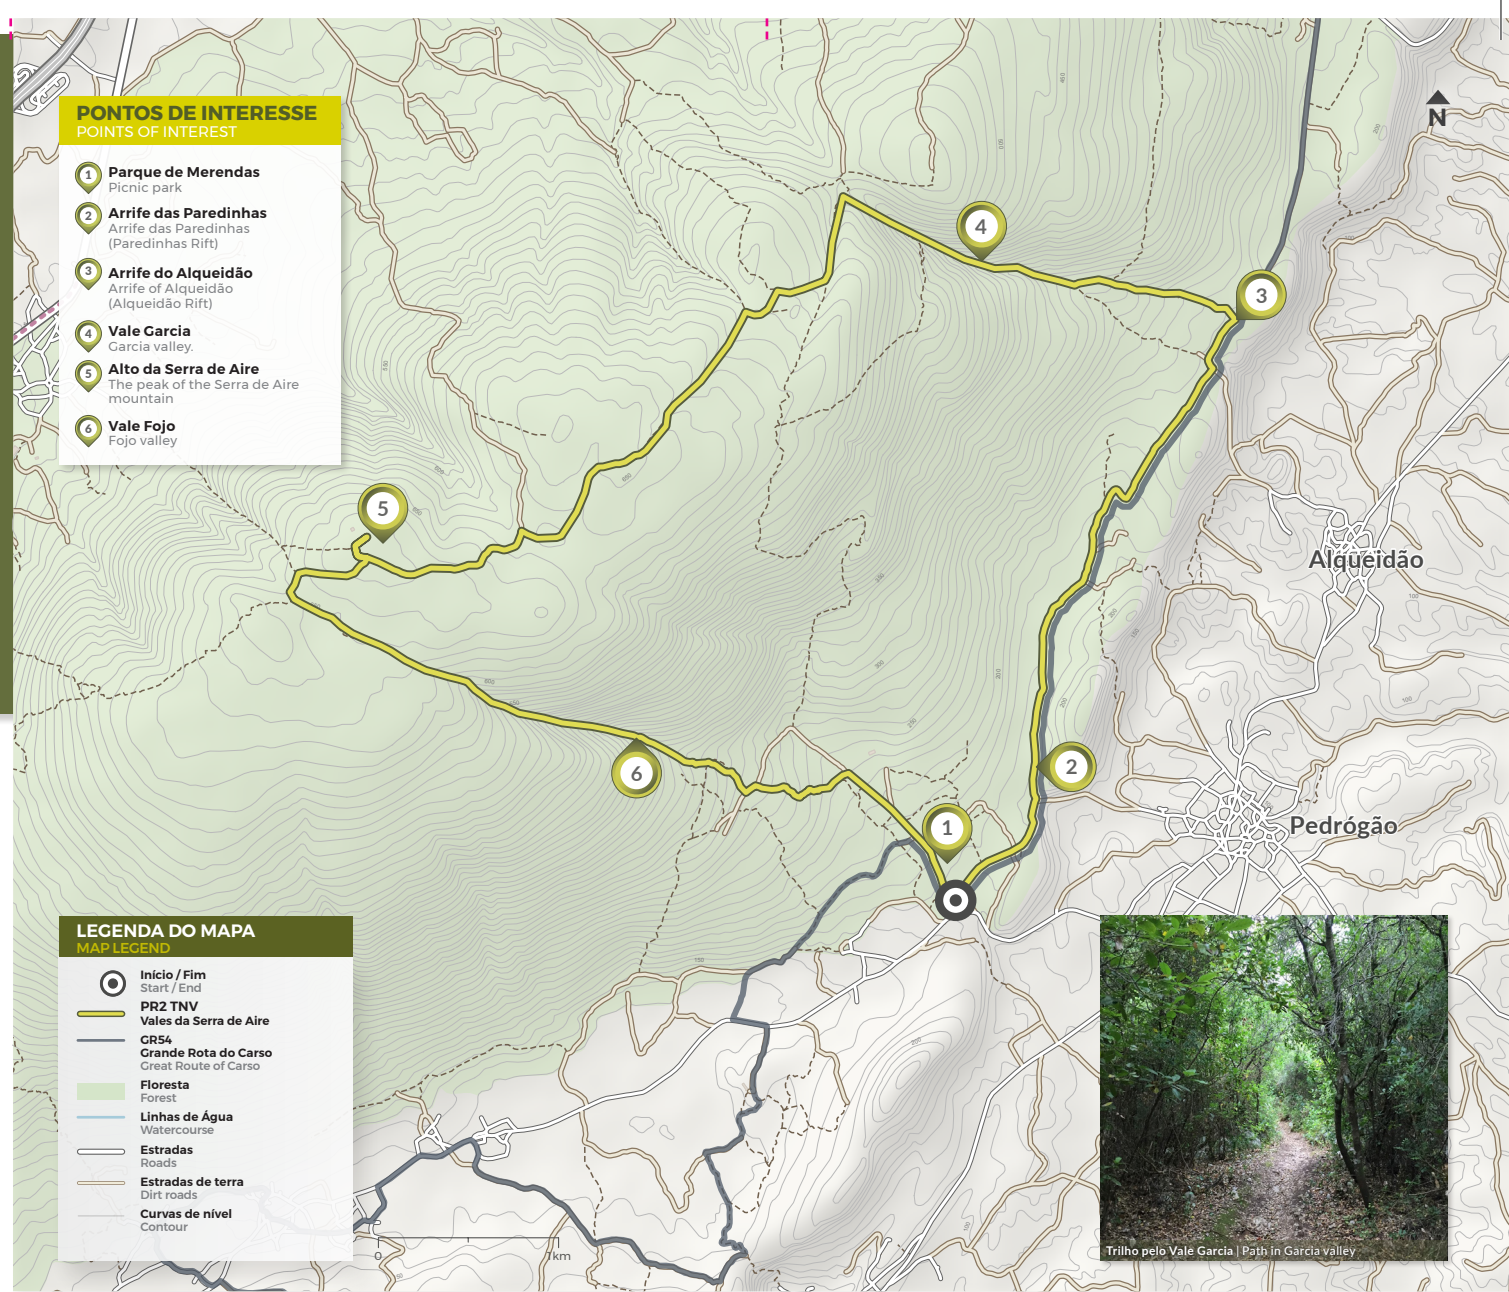 PONTOS DE INTERESSE
POINTS OF INTEREST
1
Parque de Merendas
Picnic park
2
Arrife das Paredinhas
Arrife das Paredinhas
(Paredinhas Rift)
3
Arrife do Alqueidão
Arrife of Alqueidão
(Alqueidão Rift)
4
Vale Garcia
Garcia valley.
5
Alto da Serra de Aire
The peak of the Serra de Aire
mountain
6
Vale Fojo
Fojo valley
N
4
3
5
6
2
1
Alqueidão
Pedrógão
LEGENDA DO MAPA
MAP LEGEND
Início / Fim
Start / End
PR2 TNV
Vales da Serra de Aire
GR54
Grande Rota do Carso
Great Route of Carso
Floresta
Forest
Linhas de Água
Watercourse
Estradas
Roads
Estradas de terra
Dirt roads
Curvas de nível
Contour
0
1km
150
200
100
100
200
Trilho pelo Vale Garcia | Path in Garcia valley